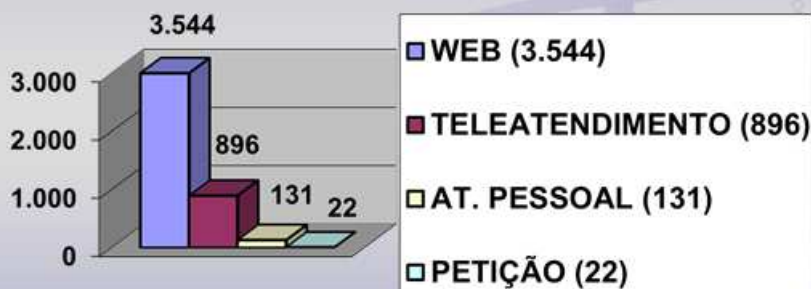 3.544
3.000
2.000
1.000
0
896
131
22
WEB (3.544)
TELEATENDIMENTO (896)
AT. PESSOAL (131)
PETIÇÃO (22)